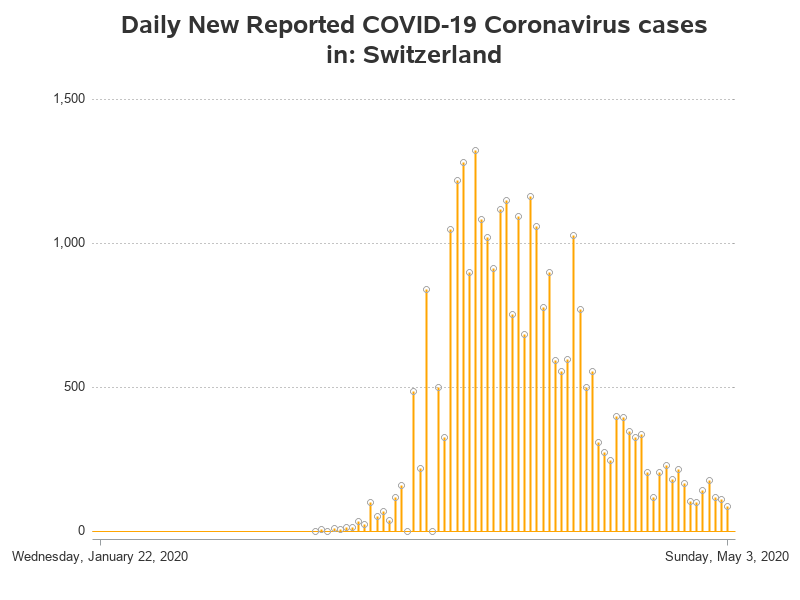 Daily New Reported COVID-19 Coronavirus cases
in: Switzerland
1,500
1,000
500
0
Wednesday, January 22, 2020
Sunday, May 3, 2020